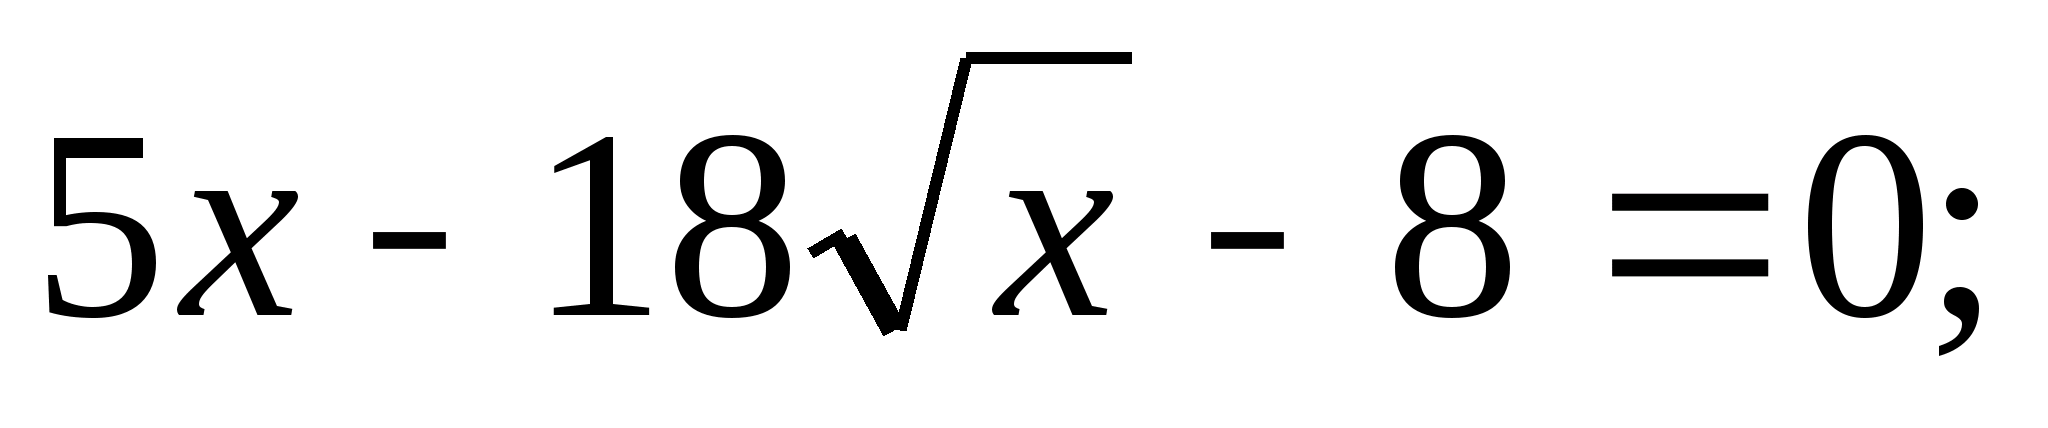 5x - 18√x - 8 = 0;